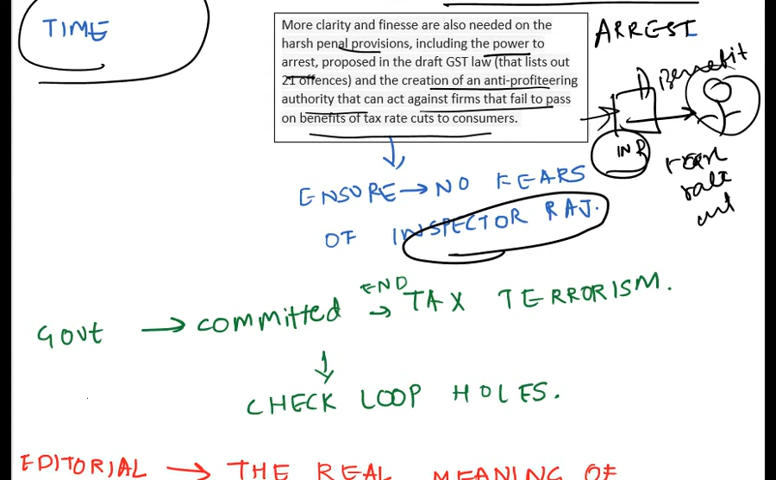 TIME
More clarity and finesse are also needed on the
harsh penal provisions, including the power to
arrest, proposed in the draft GST law (that lists out
21 offences) and the creation of an anti-profiteering
authority that can act against firms that fail to pass
on benefits of tax rate cuts to consumers.
ARREST
Benefit
INR
rate
cut
ENSURE → NO FEARS
OF INSPECTOR RAJ.
GOVT → committed → END TAX TERRORISM.
CHECK LOOP HOLES.
EDITORIAL → THE REAL MEANING OF